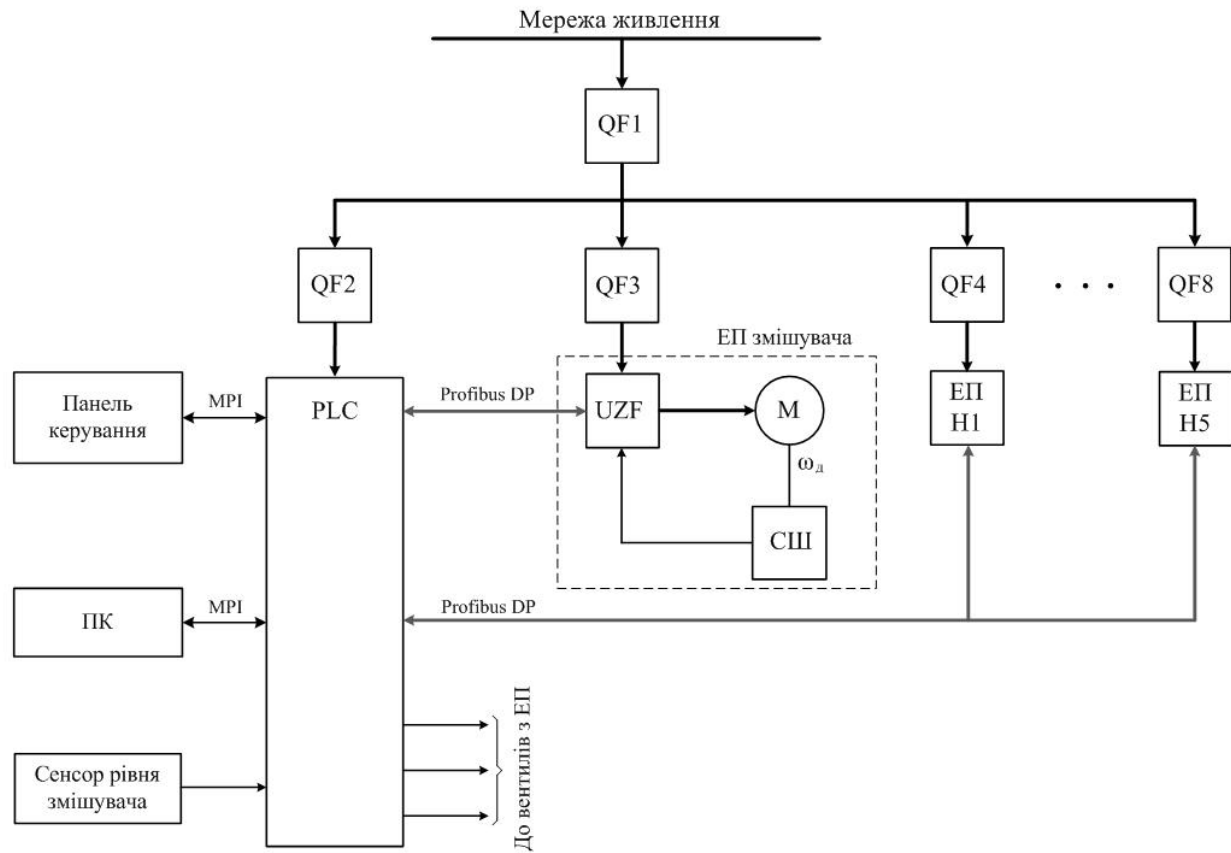 Мережа живлення
QF1
QF2
QF3
QF4
. . .
QF8
ЕП змішувача
Панель
керування
MPI
PLC
Profibus DP
UZF
М
ω_д
СШ
ЕП
Н1
ЕП
Н5
ПК
MPI
Profibus DP
Сенсор рівня
змішувача
До вентилів з ЕП